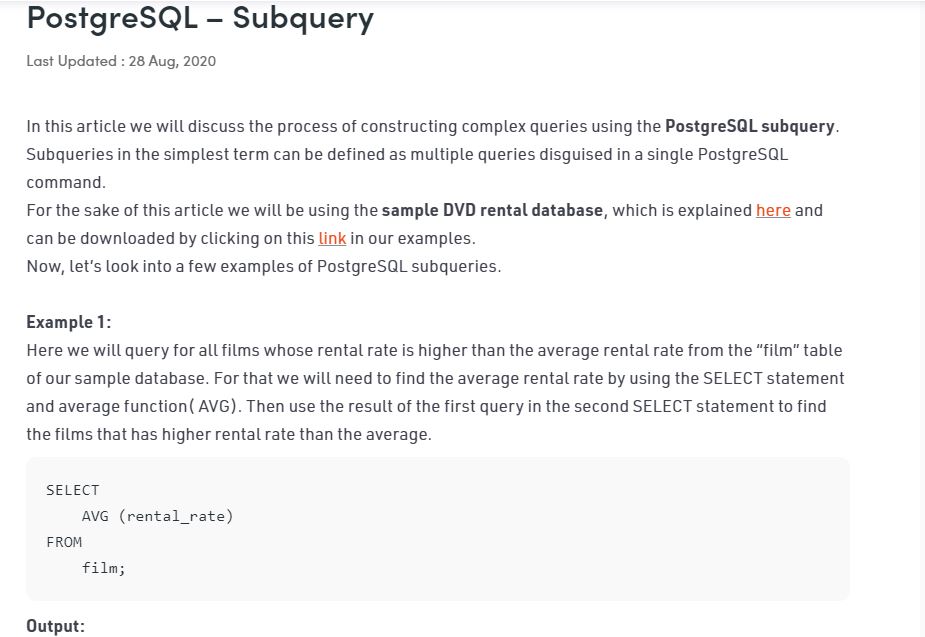 PostgreSQL – Subquery
Last Updated : 28 Aug, 2020
In this article we will discuss the process of constructing complex queries using the PostgreSQL subquery.
Subqueries in the simplest term can be defined as multiple queries disguised in a single PostgreSQL
command.
For the sake of this article we will be using the sample DVD rental database, which is explained here and
can be downloaded by clicking on this link in our examples.
Now, let's look into a few examples of PostgreSQL subqueries.
Example 1:
Here we will query for all films whose rental rate is higher than the average rental rate from the “film” table
of our sample database. For that we will need to find the average rental rate by using the SELECT statement
and average function( AVG). Then use the result of the first query in the second SELECT statement to find
the films that has higher rental rate than the average.
SELECT
    AVG (rental_rate)
FROM
    film;
Output: